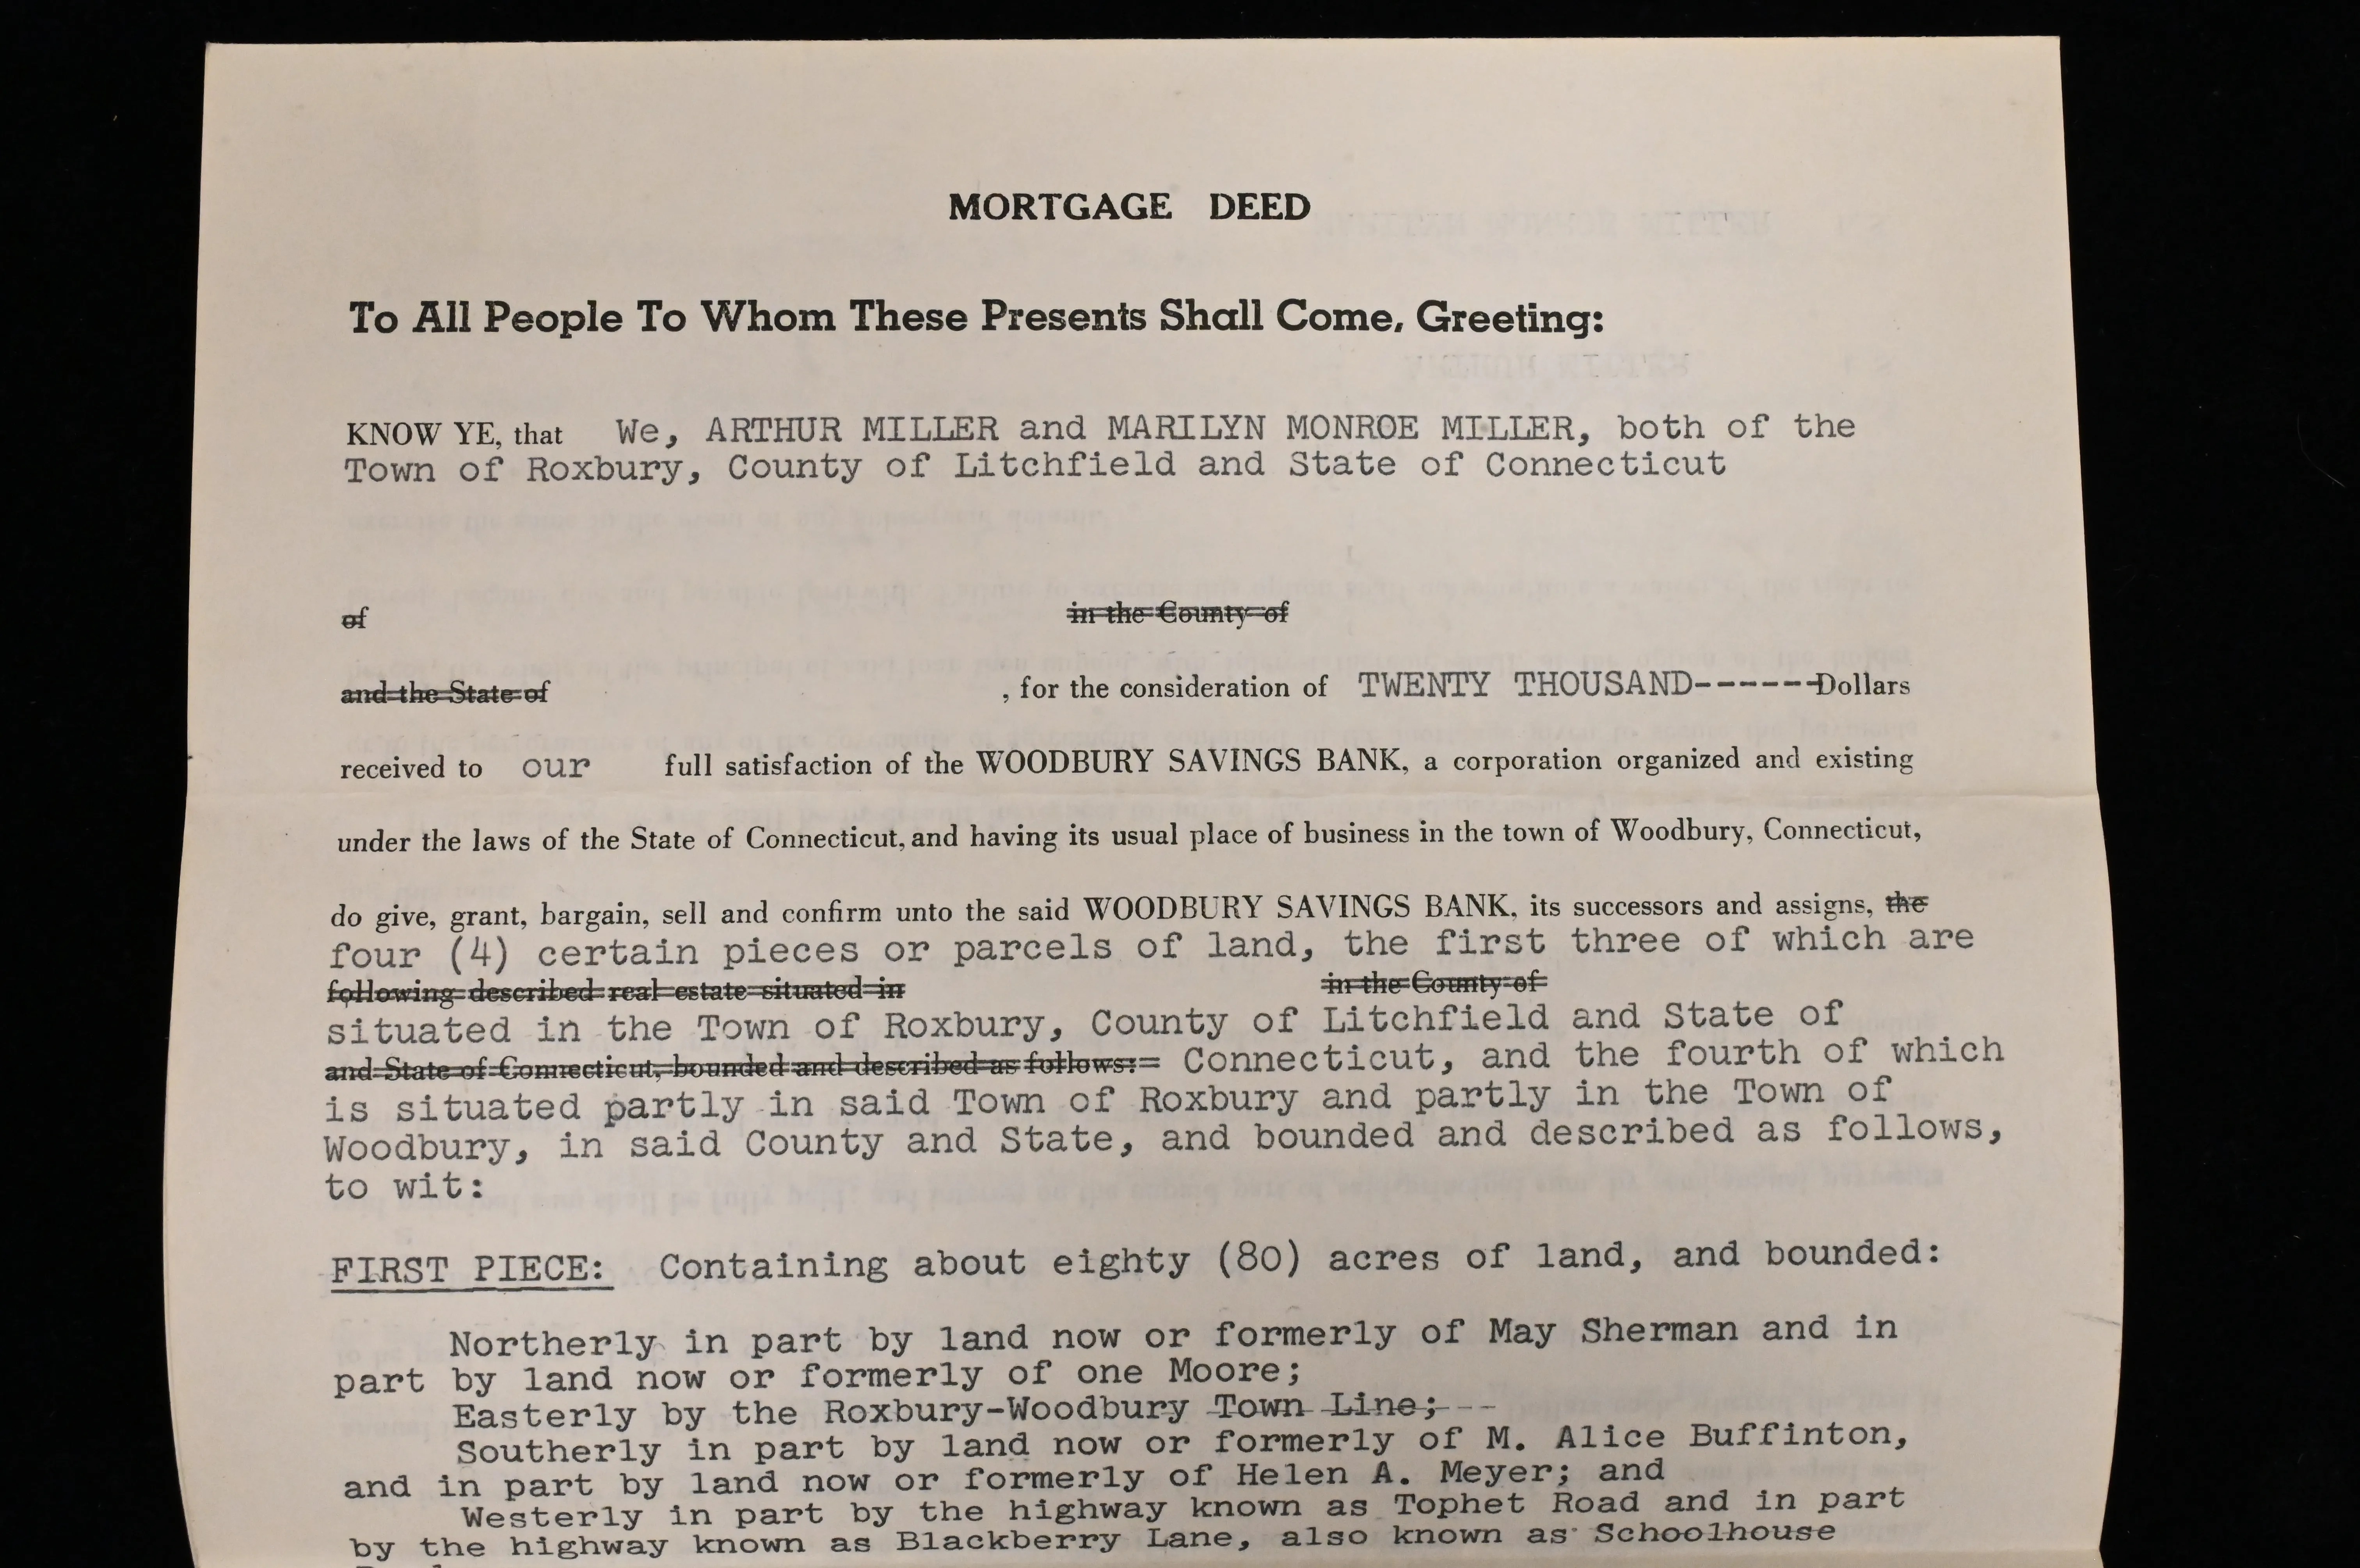 MORTGAGE DEED
To All People To Whom These Presents Shall Come, Greeting:
KNOW YE, that We, ARTHUR MILLER and MARILYN MONROE MILLER, both of the
Town of Roxbury, County of Litchfield and State of Connecticut
of in the County of
and the State of , for the consideration of TWENTY THOUSAND------Dollars
received to our full satisfaction of the WOODBURY SAVINGS BANK, a corporation organized and existing
under the laws of the State of Connecticut, and having its usual place of business in the town of Woodbury, Connecticut,
do give, grant, bargain, sell and confirm unto the said WOODBURY SAVINGS BANK, its successors and assigns, the
four (4) certain pieces or parcels of land, the first three of which are
following described real estate situated in in the County of
situated in the Town of Roxbury, County of Litchfield and State of
and State of Connecticut, bounded and described as follows:= Connecticut, and the fourth of which
is situated partly in said Town of Roxbury and partly in the Town of
Woodbury, in said County and State, and bounded and described as follows,
to wit:
FIRST PIECE: Containing about eighty (80) acres of land, and bounded:
Northerly in part by land now or formerly of May Sherman and in
part by land now or formerly of one Moore;
Easterly by the Roxbury-Woodbury Town Line;--
Southerly in part by land now or formerly of M. Alice Buffinton,
and in part by land now or formerly of Helen A. Meyer; and
Westerly in part by the highway known as Tophet Road and in part
by the highway known as Blackberry Lane, also known as Schoolhouse